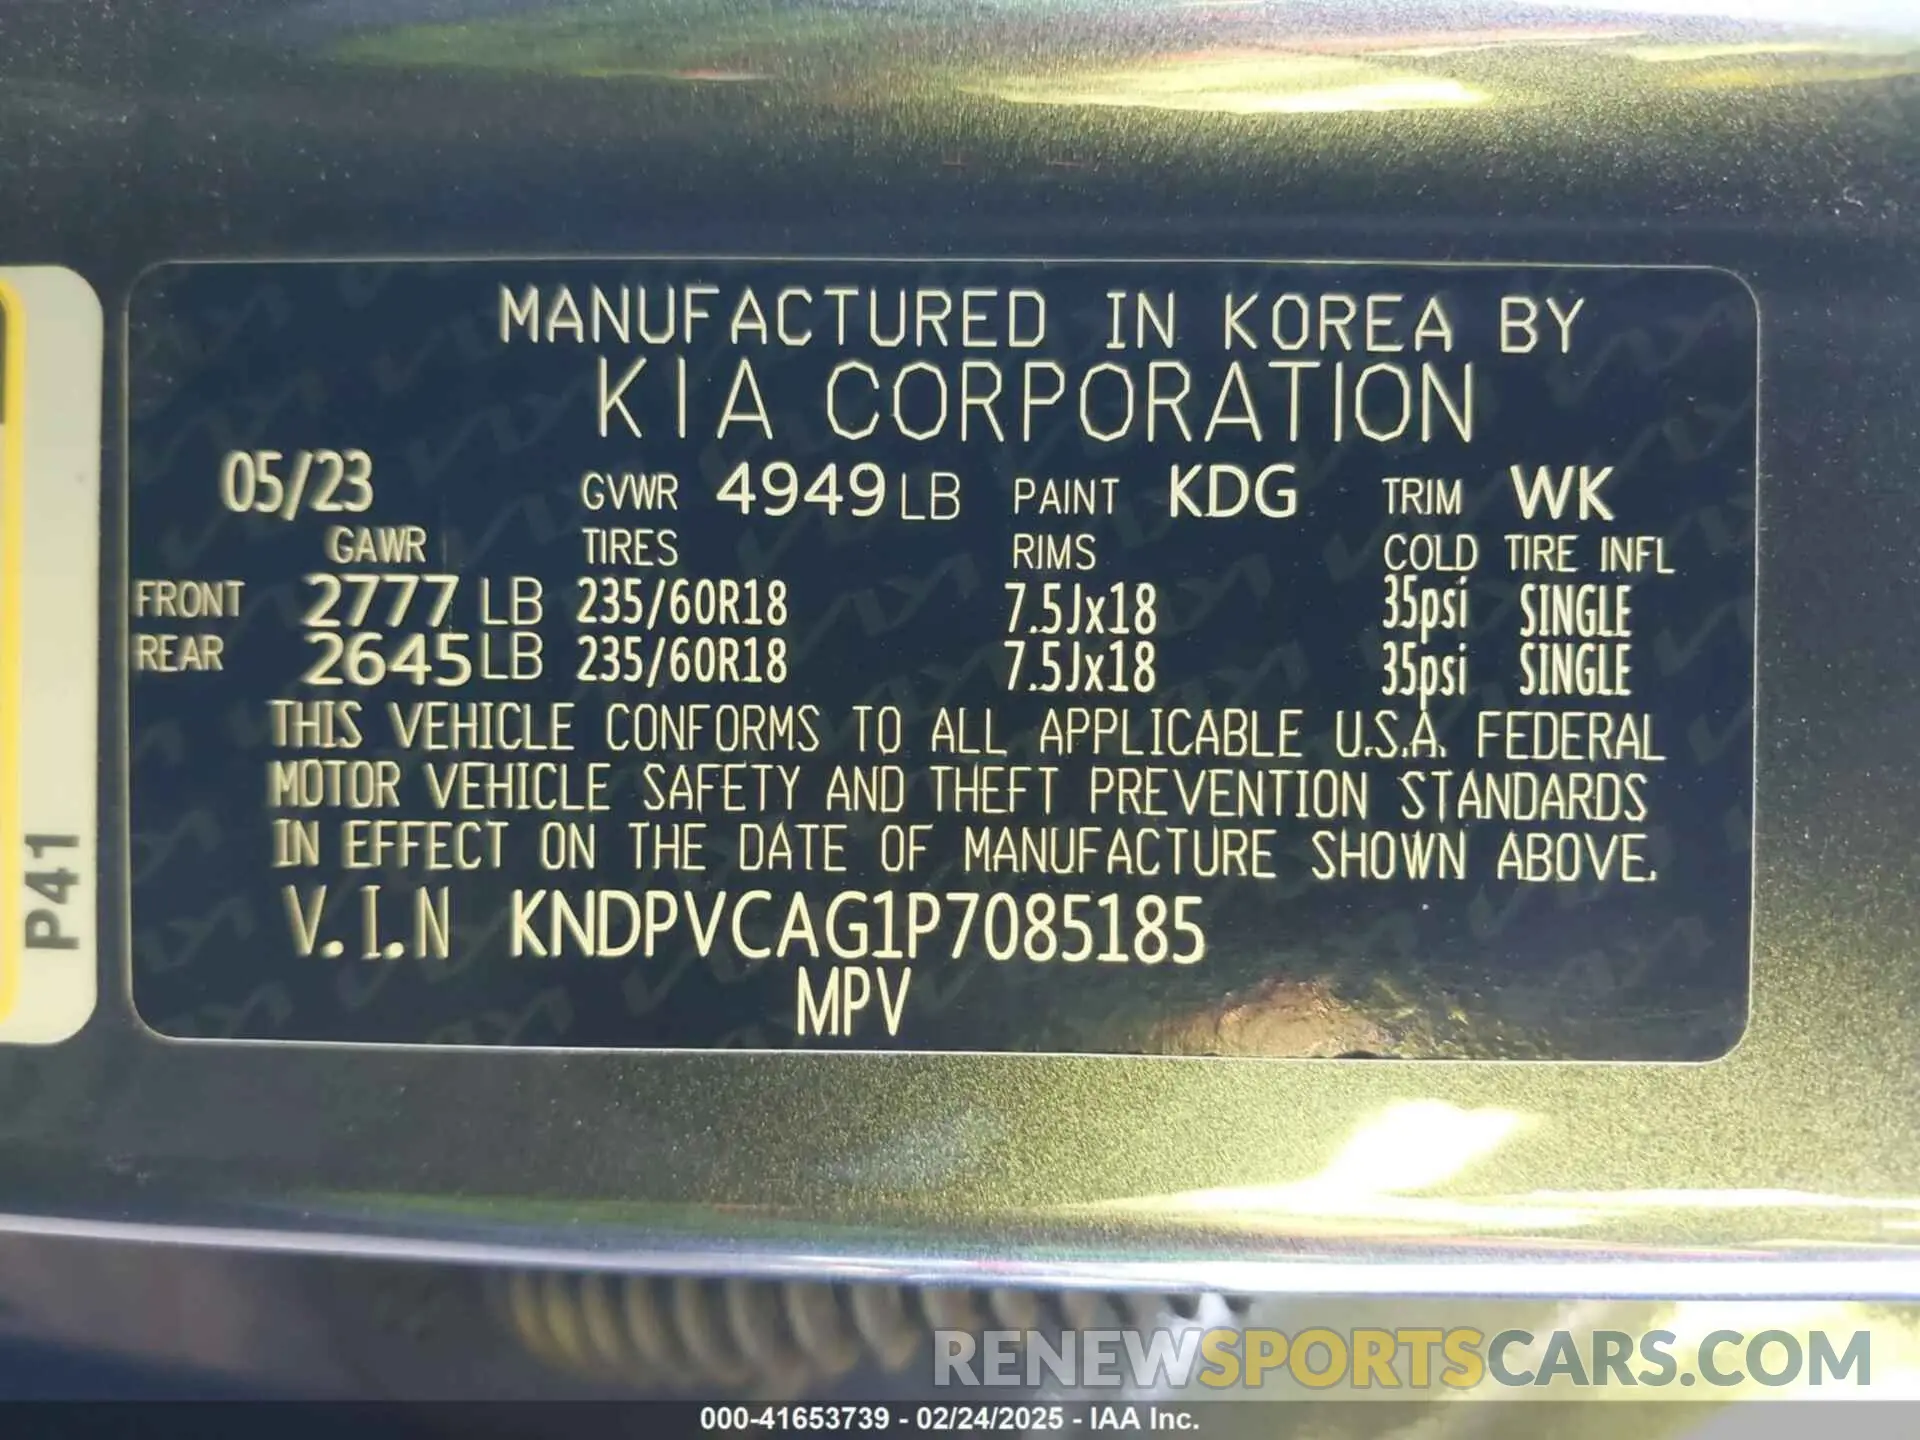 MANUFACTURED IN KOREA BY
KIA CORPORATION
05/23 GVWR 4949 LB PAINT KDG TRIM WK
GAWR TIRES RIMS COLD TIRE INFL
FRONT 2777 LB 235/60R18 7.5Jx18 35psi SINGLE
REAR 2645 LB 235/60R18 7.5Jx18 35psi SINGLE
THIS VEHICLE CONFORMS TO ALL APPLICABLE U.S.A. FEDERAL
MOTOR VEHICLE SAFETY AND THEFT PREVENTION STANDARDS
IN EFFECT ON THE DATE OF MANUFACTURE SHOWN ABOVE.
V.I.N KNDPVCAG1P7085185
MPV
P41
RENEWSPORTSCARS.COM
000-41653739 - 02/24/2025 - IAA Inc.